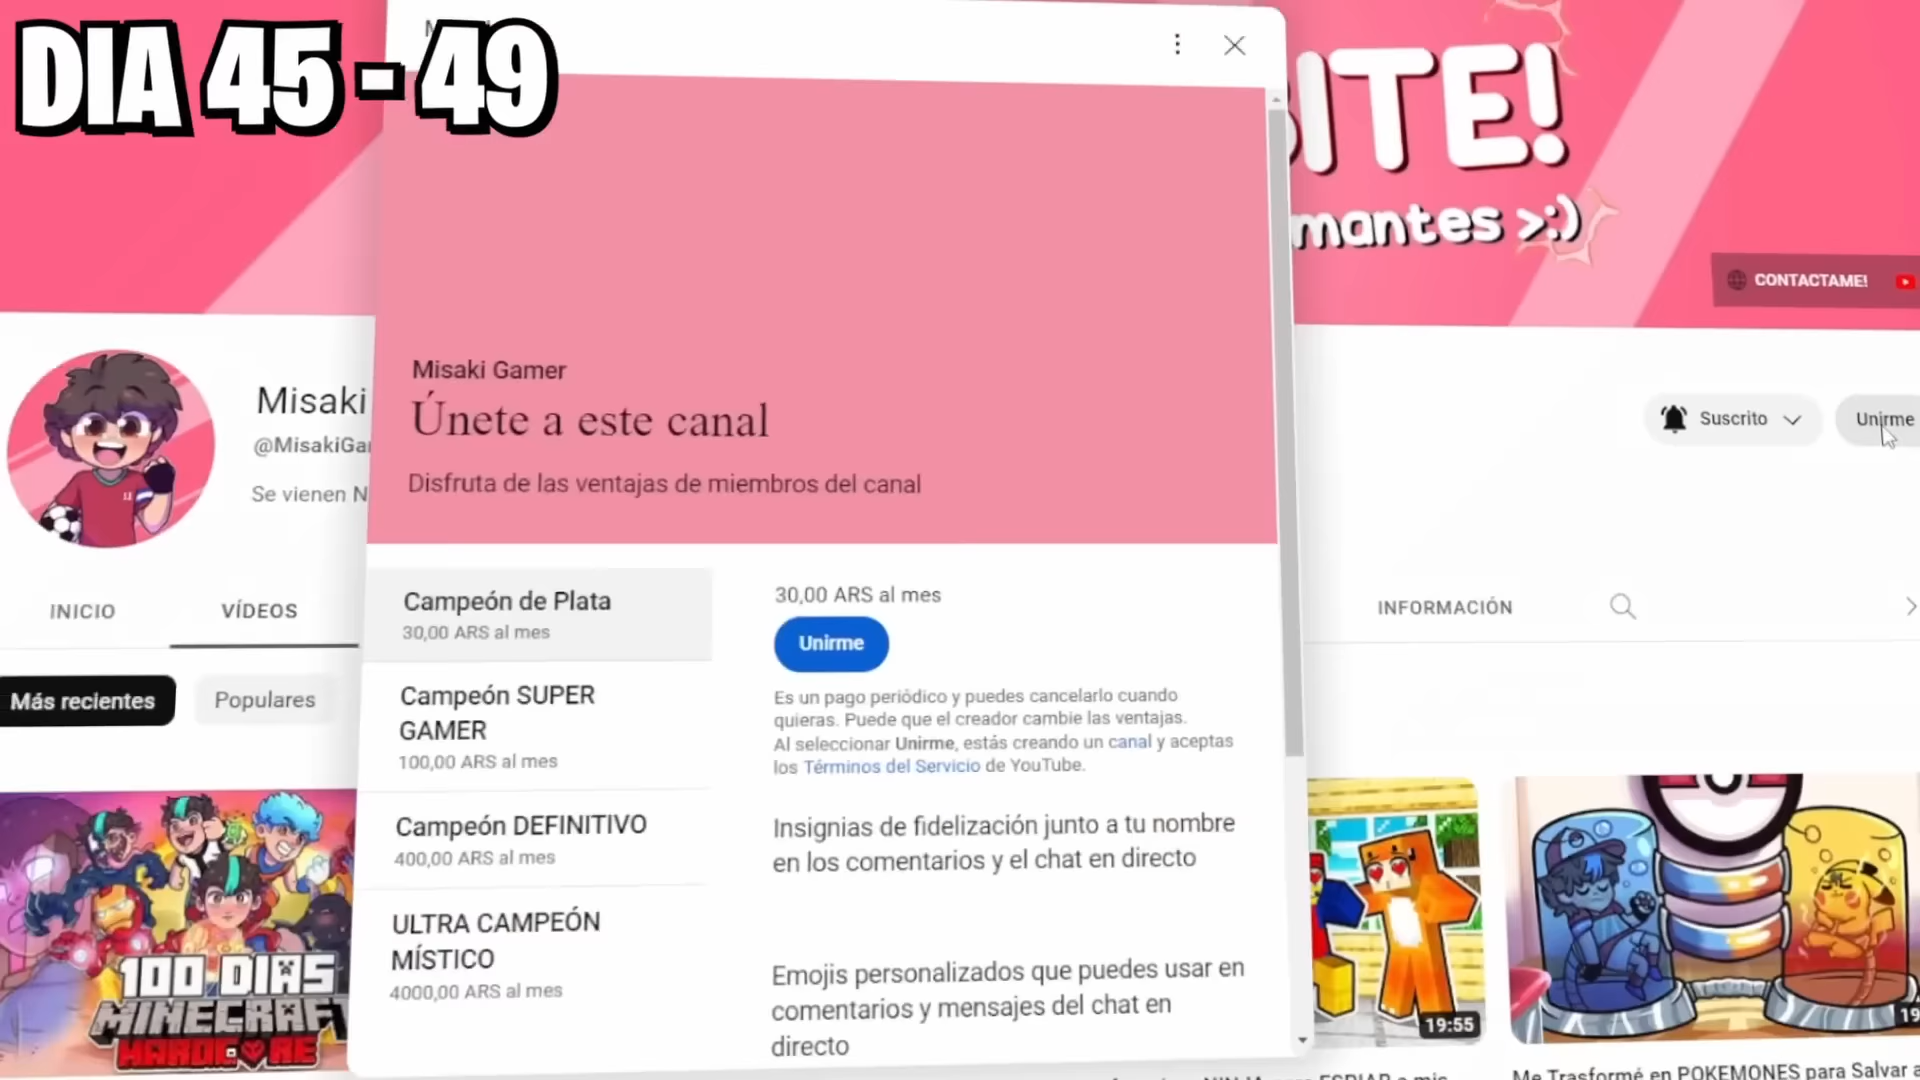 DIA 45 - 49
SITE!
mantes >:)
CONTACTAME!
Misaki
@MisakiGa
Se vienen N
Suscrito
Unirme
INICIO
VÍDEOS
INFORMACIÓN
Más recientes
Populares
Misaki Gamer
Únete a este canal
Disfruta de las ventajas de miembros del canal
Campeón de Plata
30,00 ARS al mes
Campeón SUPER
GAMER
100,00 ARS al mes
Campeón DEFINITIVO
400,00 ARS al mes
ULTRA CAMPEÓN
MÍSTICO
4000,00 ARS al mes
30,00 ARS al mes
Unirme
Es un pago periódico y puedes cancelarlo cuando
quieras. Puede que el creador cambie las ventajas.
Al seleccionar Unirme, estás creando un canal y aceptas
los Términos del Servicio de YouTube.
Insignias de fidelización junto a tu nombre
en los comentarios y el chat en directo
Emojis personalizados que puedes usar en
comentarios y mensajes del chat en
directo
100 DIAS
MINECRAFT
HARDCORE
19:55
19
Me Trasformé en POKEMONES para Salvar a